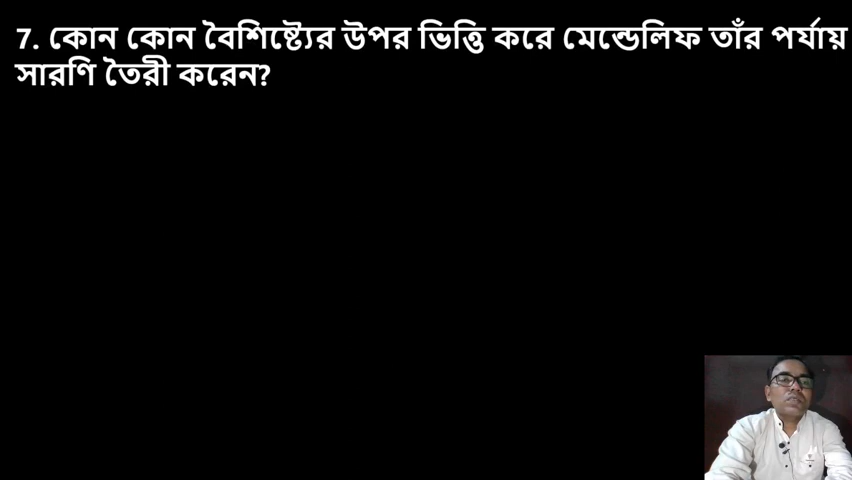 7. কোন কোন বৈশিষ্ট্যের উপর ভিত্তি করে মেন্ডেলিফ তাঁর পর্যায়
সারণি তৈরী করেন?